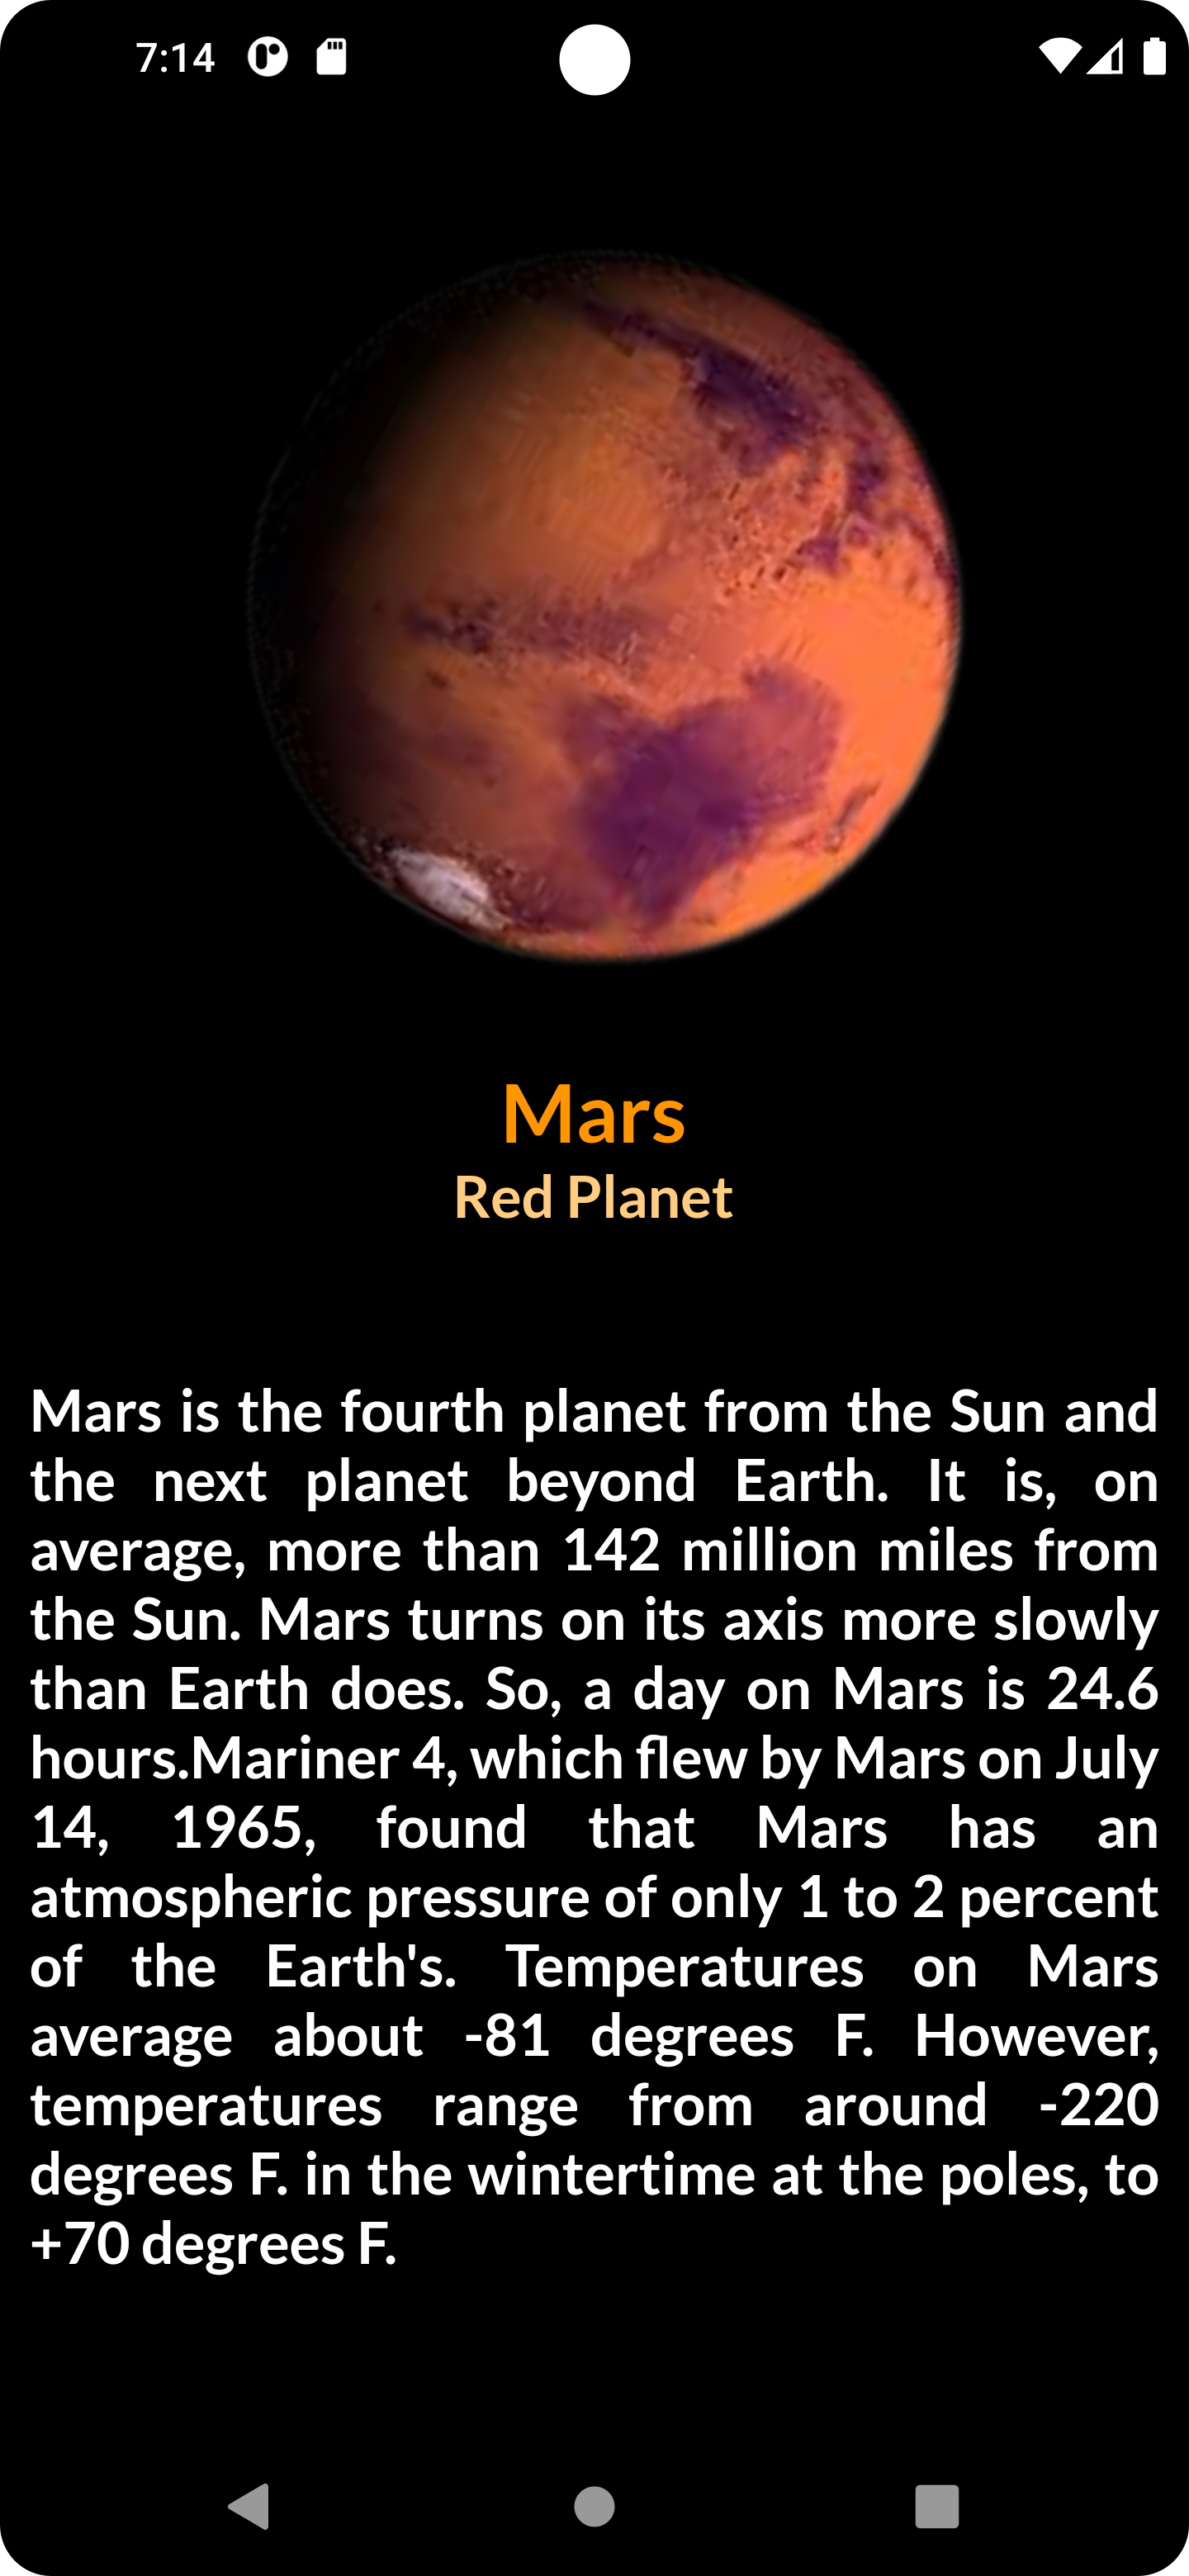 7:14
Mars
Red Planet
Mars is the fourth planet from the Sun and
the next planet beyond Earth. It is, on
average, more than 142 million miles from
the Sun. Mars turns on its axis more slowly
than Earth does. So, a day on Mars is 24.6
hours.Mariner 4, which flew by Mars on July
14, 1965, found that Mars has an
atmospheric pressure of only 1 to 2 percent
of the Earth's. Temperatures on Mars
average about -81 degrees F. However,
temperatures range from around -220
degrees F. in the wintertime at the poles, to
+70 degrees F.